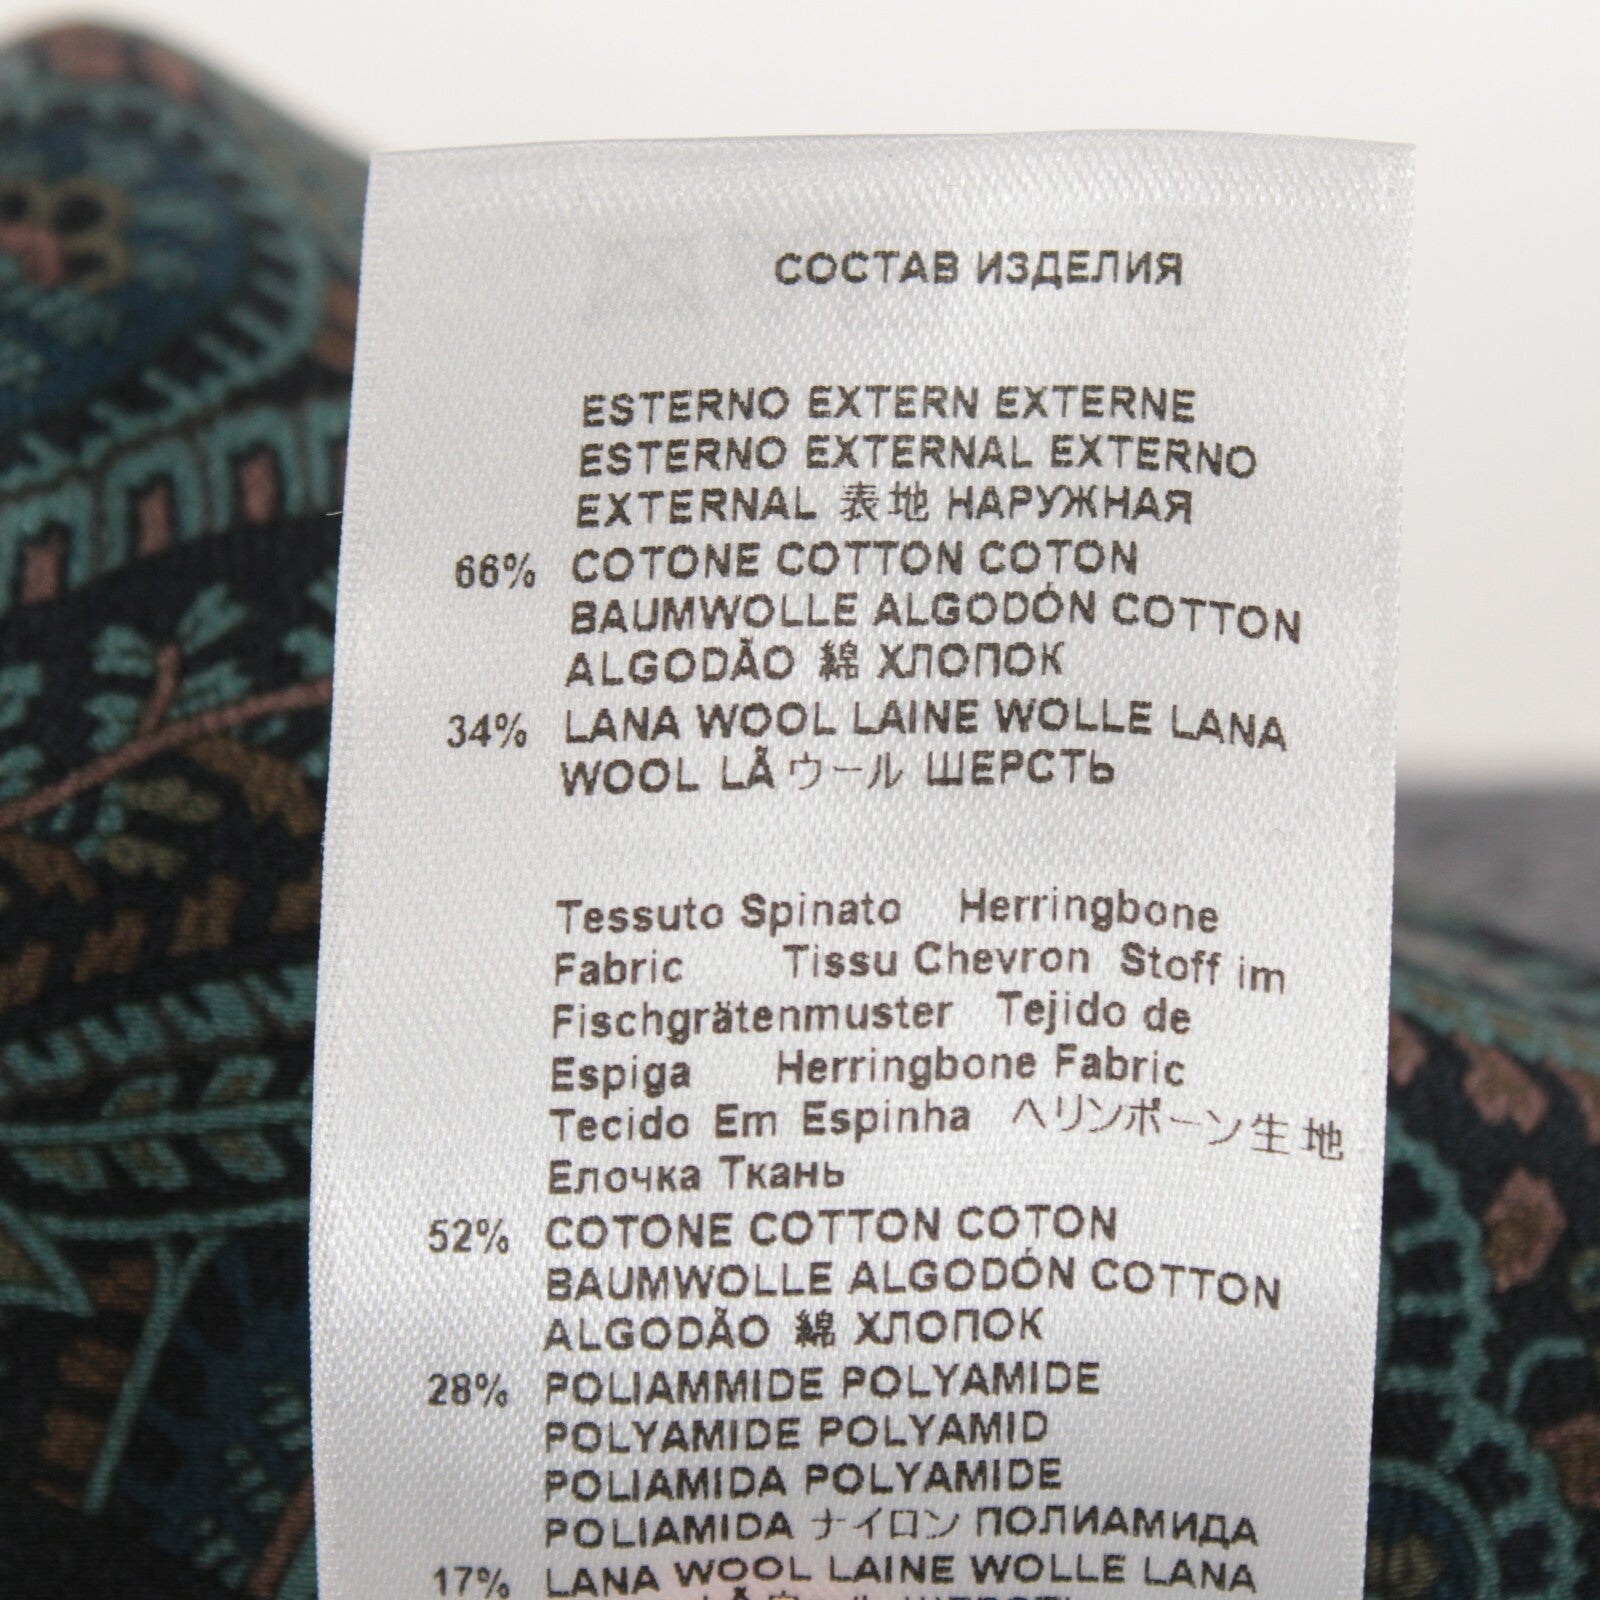 СОСТАВ ИЗДЕЛИЯ
ESTERNO EXTERN EXTERNE
ESTERNO EXTERNAL EXTERNO
EXTERNAL 表地 НАРУЖНАЯ
66% COTONE COTTON COTON
BAUMWOLLE ALGODÓN COTTON
ALGODÃO 綿 ХЛОПОК
34% LANA WOOL LAINE WOLLE LANA
WOOL LÃ ウール ШЕРСТЬ
Tessuto Spinato Herringbone
Fabric Tissu Chevron Stoff im
Fischgrätenmuster Tejido de
Espiga Herringbone Fabric
Tecido Em Espinha ヘリンボーン生地
Елочка Ткань
52% COTONE COTTON COTON
BAUMWOLLE ALGODÓN COTTON
ALGODÃO 綿 ХЛОПОК
28% POLIAMMIDE POLYAMIDE
POLYAMIDE POLYAMID
POLIAMIDA POLYAMIDE
POLIAMIDA ナイロン ПОЛИАМИДА
17% LANA WOOL LAINE WOLLE LANA